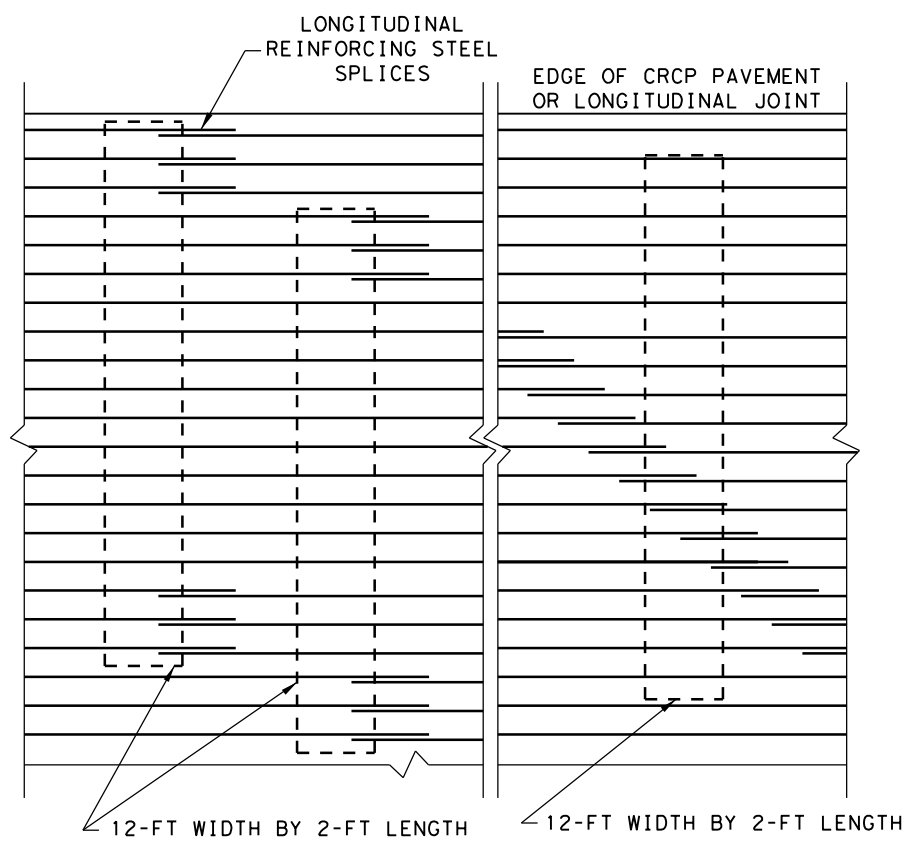 LONGITUDINAL
REINFORCING STEEL
SPLICES
EDGE OF CRCP PAVEMENT
OR LONGITUDINAL JOINT
12-FT WIDTH BY 2-FT LENGTH
12-FT WIDTH BY 2-FT LENGTH